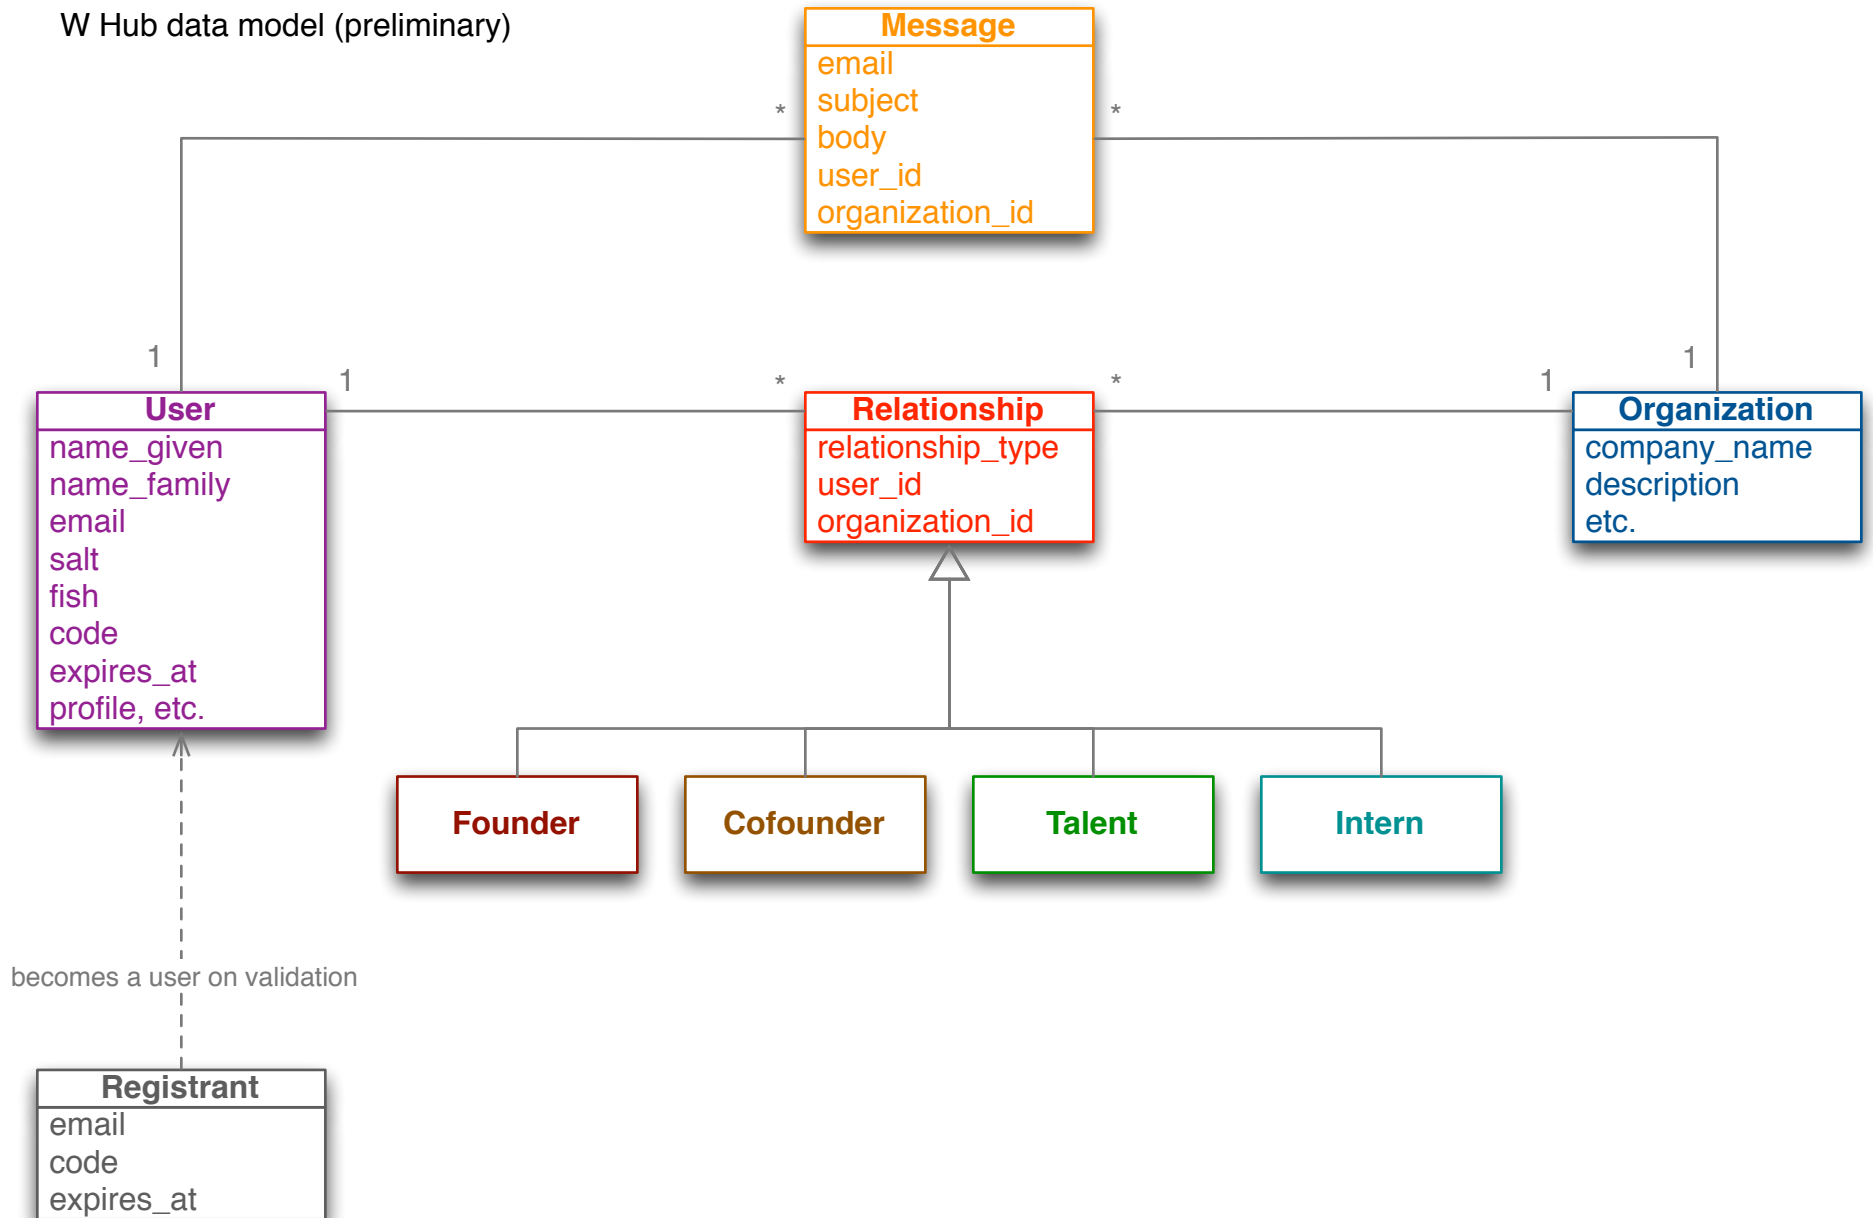 W Hub data model (preliminary)
Message
email
subject
body
user_id
organization_id
*
*
1
1
1
*
*
1
User
name_given
name_family
email
salt
fish
code
expires_at
profile, etc.
Relationship
relationship_type
user_id
organization_id
Organization
company_name
description
etc.
Founder
Cofounder
Talent
Intern
becomes a user on validation
Registrant
email
code
expires_at